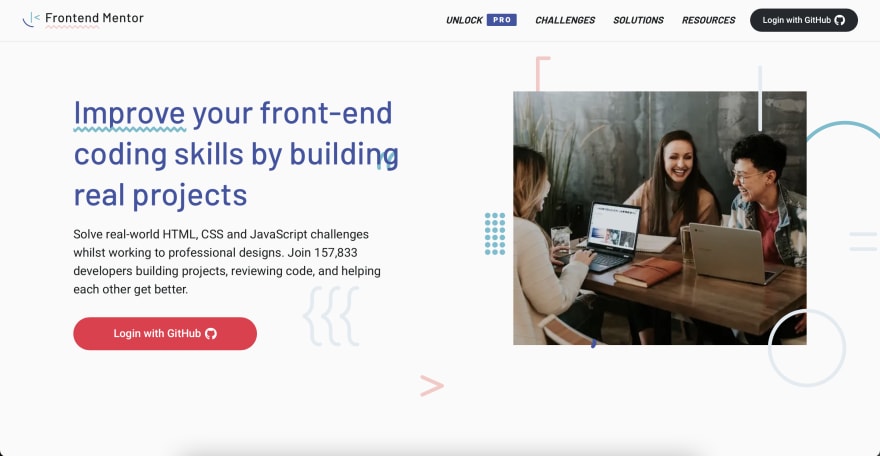 Frontend Mentor
UNLOCK PRO CHALLENGES SOLUTIONS RESOURCES Login with GitHub
Improve your front-end
coding skills by building
real projects
Solve real-world HTML, CSS and JavaScript challenges
whilst working to professional designs. Join 157,833
developers building projects, reviewing code, and helping
each other get better.
Login with GitHub